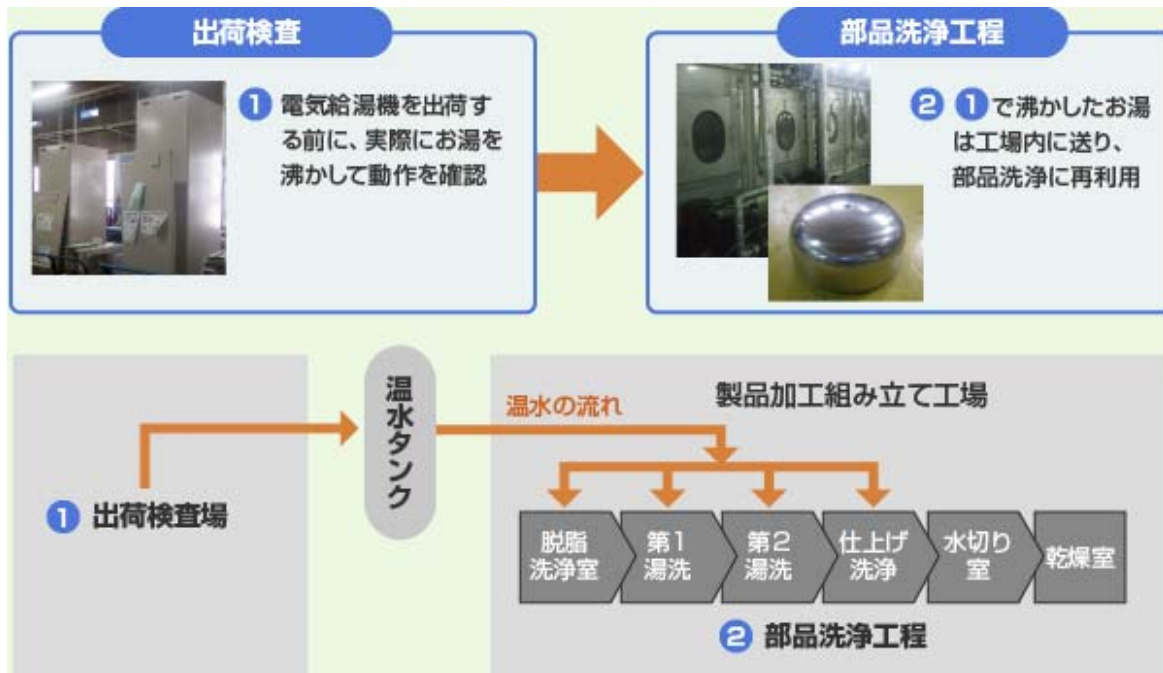 出荷検査
❶ 電気給湯機を出荷す
る前に、実際にお湯を
沸かして動作を確認
部品洗浄工程
❷ ❶で沸かしたお湯
は工場内に送り、
部品洗浄に再利用
❶ 出荷検査場
温水タンク
温水の流れ
製品加工組み立て工場
脱脂
洗浄室
第1
湯洗
第2
湯洗
仕上げ
洗浄
水切り
室
乾燥室
❷ 部品洗浄工程